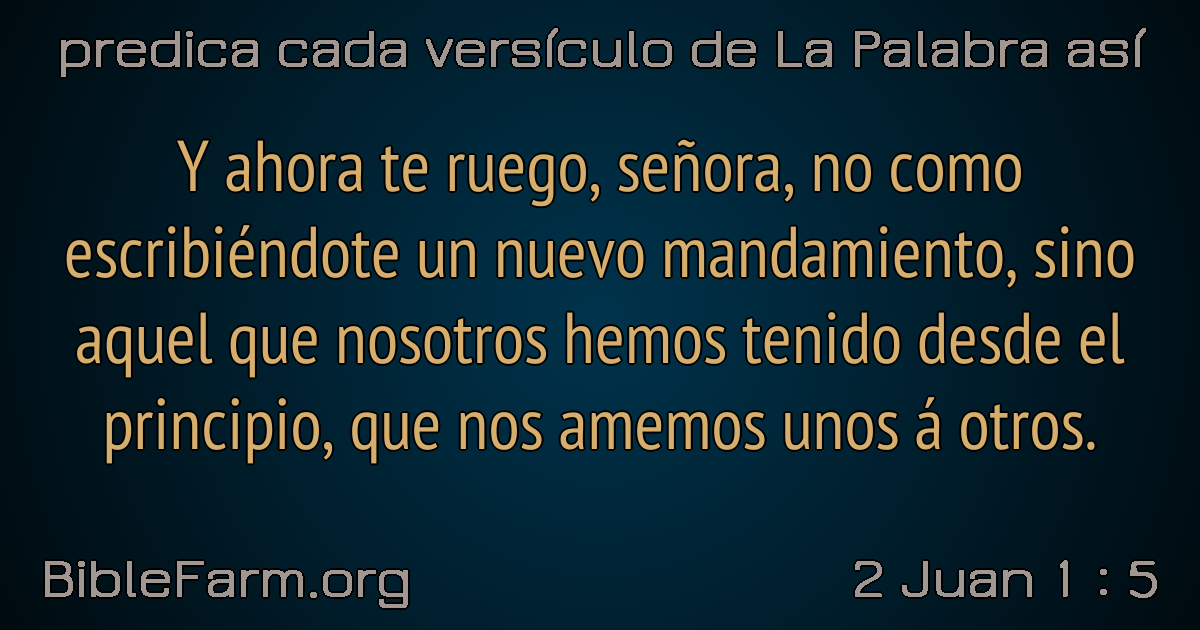 predica cada versículo de La Palabra así
Y ahora te ruego, señora, no como
escribiéndote un nuevo mandamiento, sino
aquel que nosotros hemos tenido desde el
principio, que nos amemos unos á otros.
BibleFarm.org
2 Juan 1 : 5